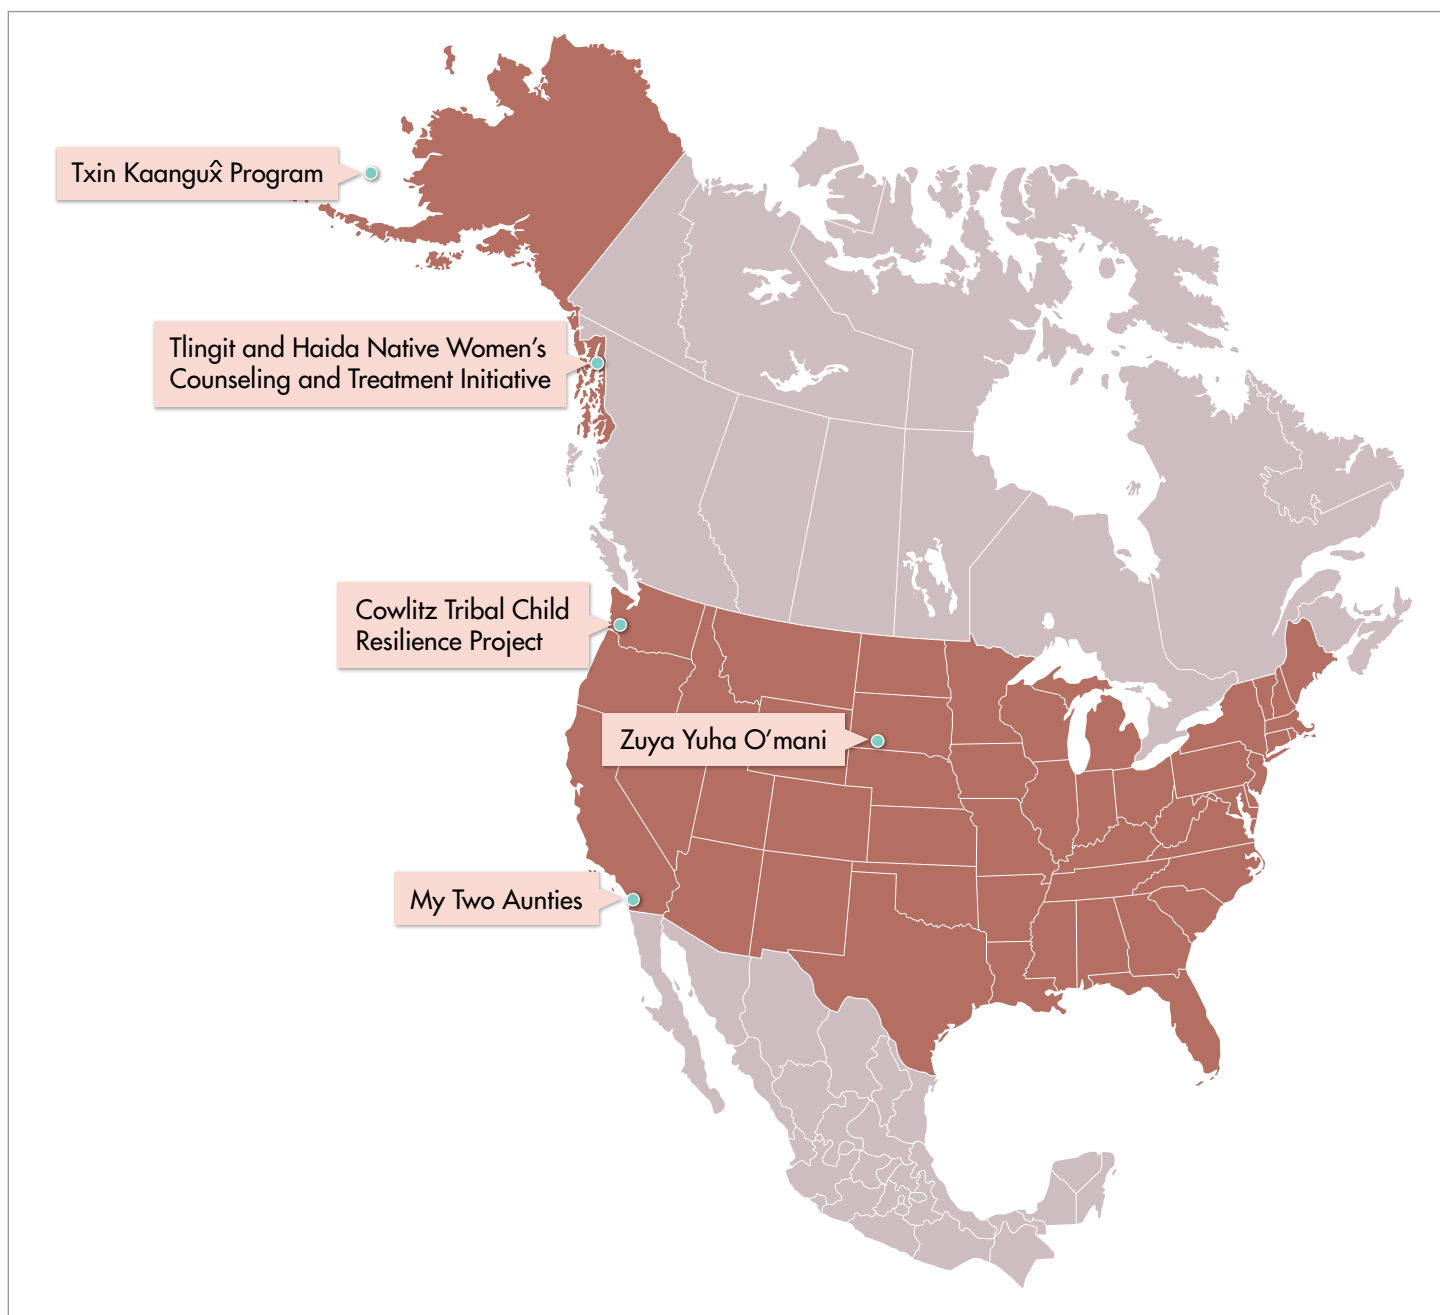 Txin Kaangux̂ Program
Tlingit and Haida Native Women’s
Counseling and Treatment Initiative
Cowlitz Tribal Child
Resilience Project
Zuya Yuha O’mani
My Two Aunties